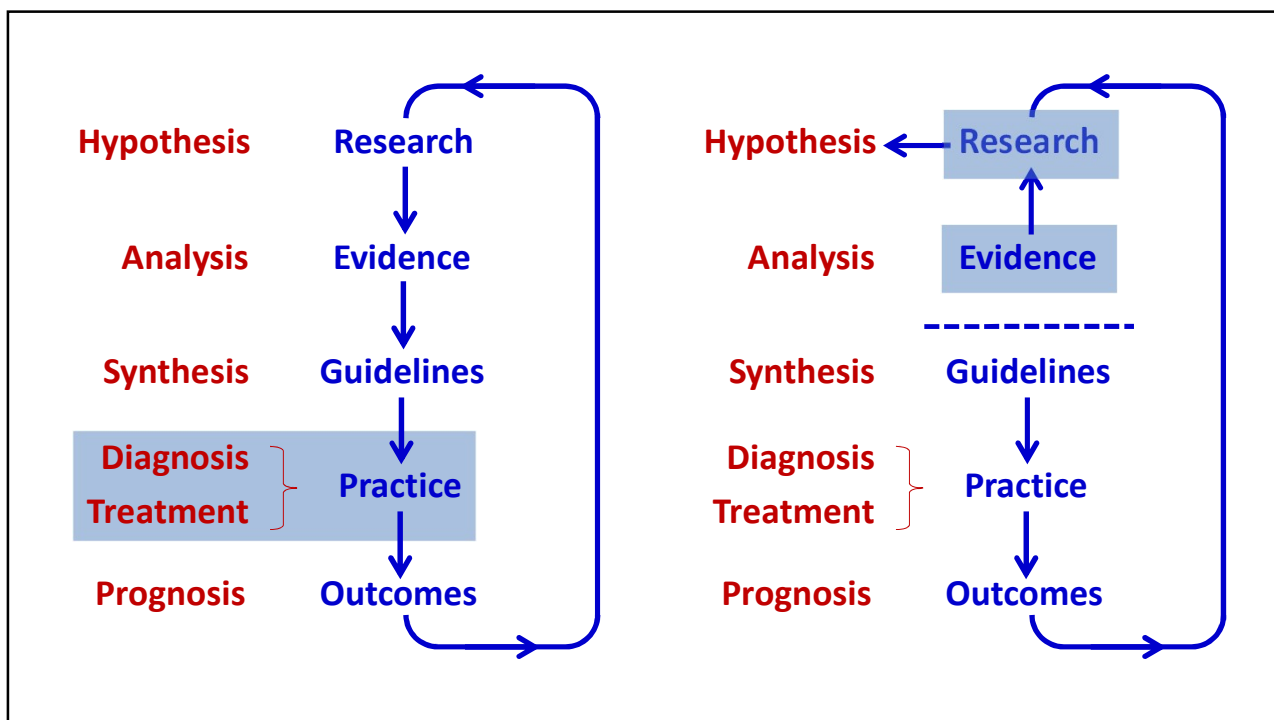 Hypothesis Research
Analysis Evidence
Synthesis Guidelines
Diagnosis
Practice
Treatment
Prognosis Outcomes
Hypothesis Research
Analysis Evidence
Synthesis Guidelines
Diagnosis
Practice
Treatment
Prognosis Outcomes